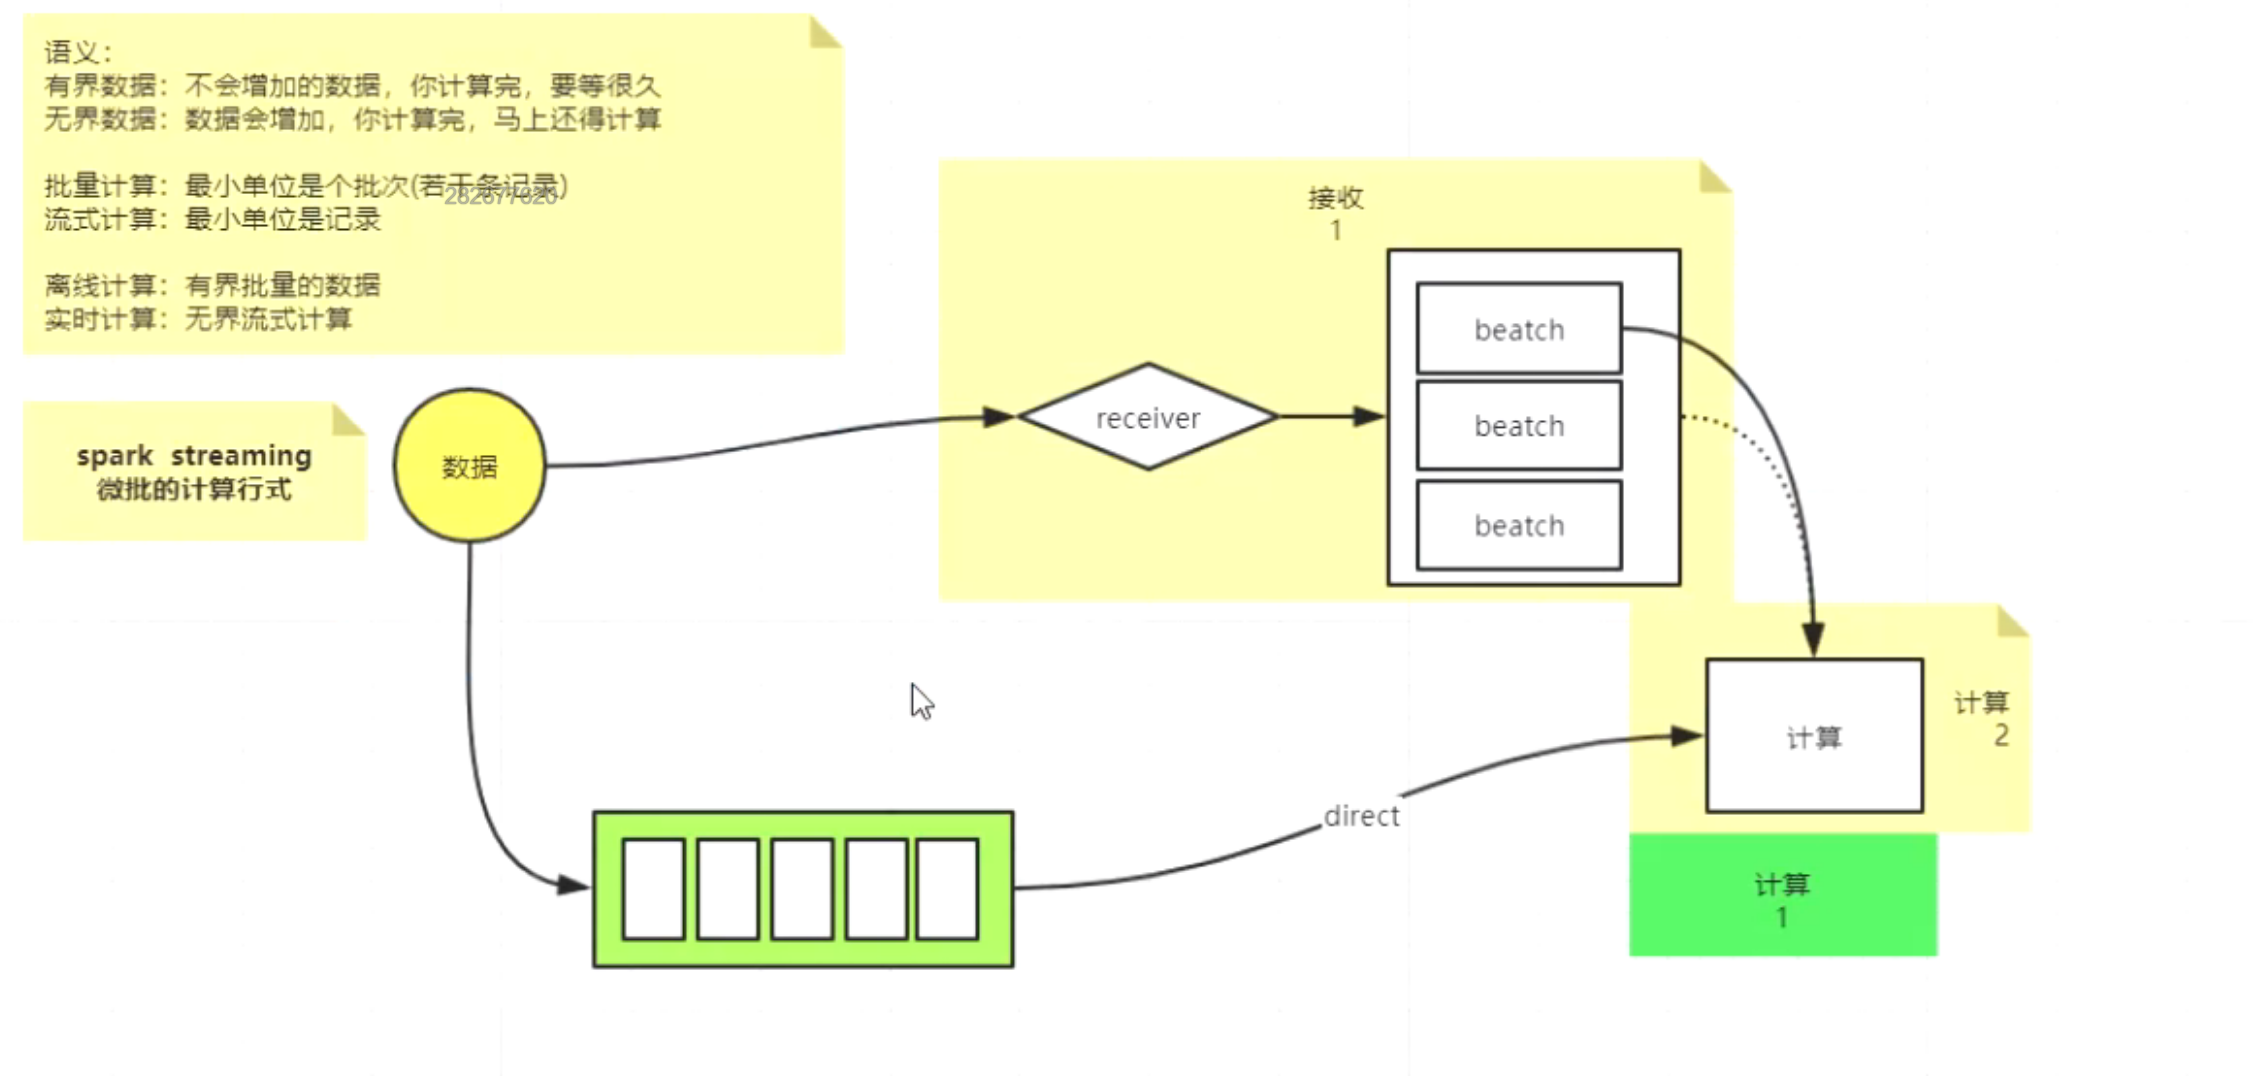 语义：
有界数据：不会增加的数据，你计算完，要等很久
无界数据：数据会增加，你计算完，马上还得计算
批量计算：最小单位是个批次(若干条记录)
282677020
流式计算：最小单位是记录
离线计算：有界批量的数据
实时计算：无界流式计算
接收
1
beatch
beatch
beatch
receiver
spark streaming
微批的计算行式
数据
计算
计算
2
direct
计算
1